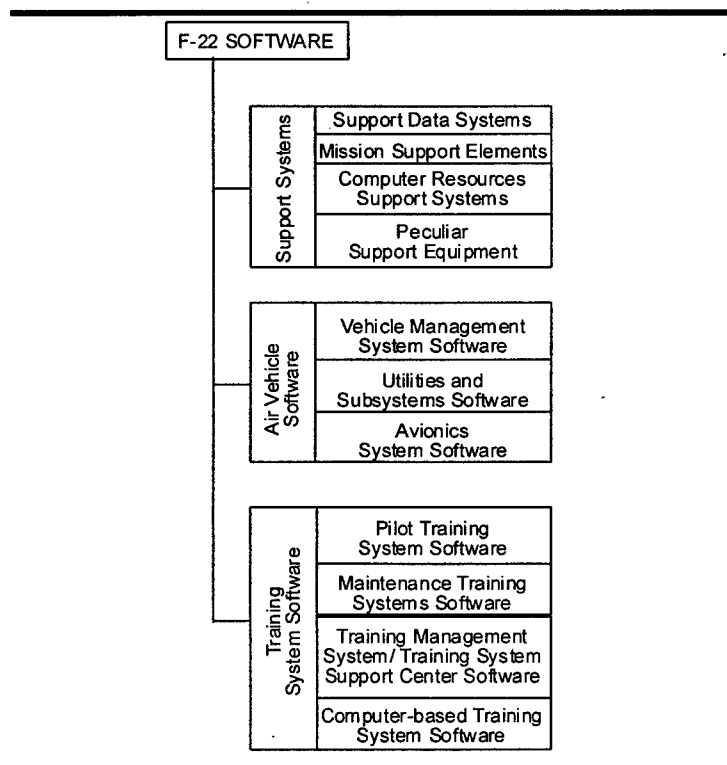 F-22 SOFTWARE
Support Systems
Support Data Systems
Mission Support Elements
Computer Resources
Support Systems
Peculiar
Support Equipment
Air Vehicle
Software
Vehicle Management
System Software
Utilities and
Subsystems Software
Avionics
System Software
Training
System Software
Pilot Training
System Software
Maintenance Training
Systems Software
Training Management
System/Training System
Support Center Software
Computer-based Training
System Software